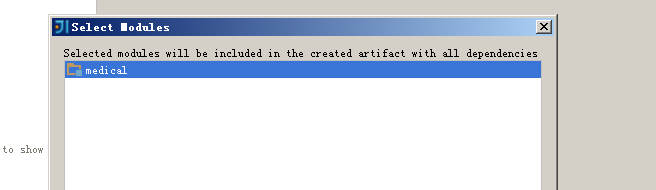 Select Modules
Selected modules will be included in the created artifact with all dependencies
medical
to show